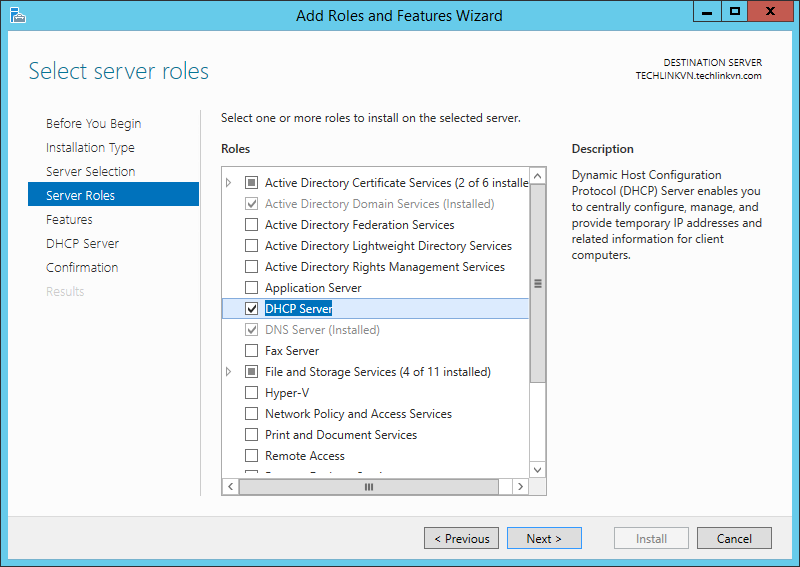 Add Roles and Features Wizard
Select server roles
DESTINATION SERVER
TECHLINKVN.techlinkvn.com
Before You Begin
Installation Type
Server Selection
Server Roles
Features
DHCP Server
Confirmation
Results
Select one or more roles to install on the selected server.
Roles
Active Directory Certificate Services (2 of 6 installe
Active Directory Domain Services (Installed)
Active Directory Federation Services
Active Directory Lightweight Directory Services
Active Directory Rights Management Services
Application Server
DHCP Server
DNS Server (Installed)
Fax Server
File and Storage Services (4 of 11 installed)
Hyper-V
Network Policy and Access Services
Print and Document Services
Remote Access
Description
Dynamic Host Configuration
Protocol (DHCP) Server enables you
to centrally configure, manage, and
provide temporary IP addresses and
related information for client
computers.
< Previous
Next >
Install
Cancel